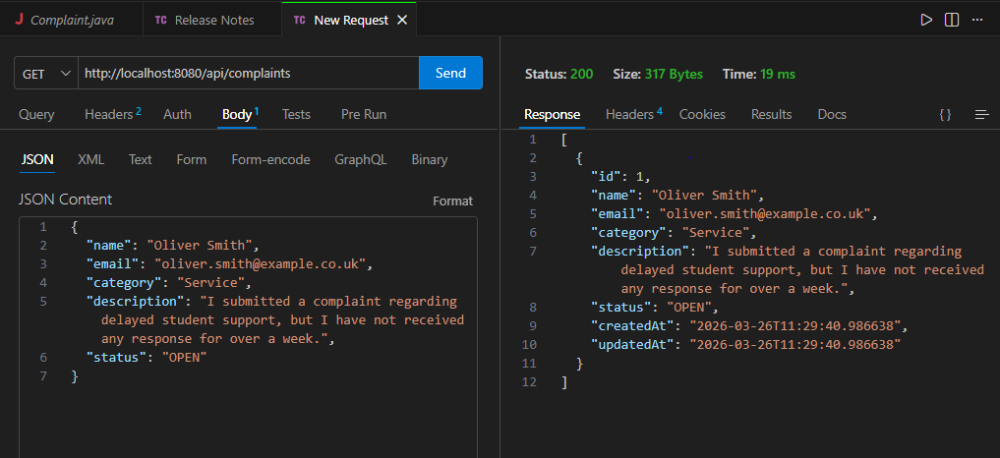 J Complaint.java TC Release Notes TC New Request
GET http://localhost:8080/api/complaints Send
Query Headers 2 Auth Body 1 Tests Pre Run
JSON XML Text Form Form-encode GraphQL Binary
JSON Content Format
1 {
2 "name": "Oliver Smith",
3 "email": "oliver.smith@example.co.uk",
4 "category": "Service",
5 "description": "I submitted a complaint regarding
delayed student support, but I have not received
any response for over a week.",
6 "status": "OPEN"
7 }
Status: 200 Size: 317 Bytes Time: 19 ms
Response Headers 4 Cookies Results Docs { }
1 [
2 {
3 "id": 1,
4 "name": "Oliver Smith",
5 "email": "oliver.smith@example.co.uk",
6 "category": "Service",
7 "description": "I submitted a complaint regarding
delayed student support, but I have not received
any response for over a week.",
8 "status": "OPEN",
9 "createdAt": "2026-03-26T11:29:40.986638",
10 "updatedAt": "2026-03-26T11:29:40.986638"
11 }
12 ]